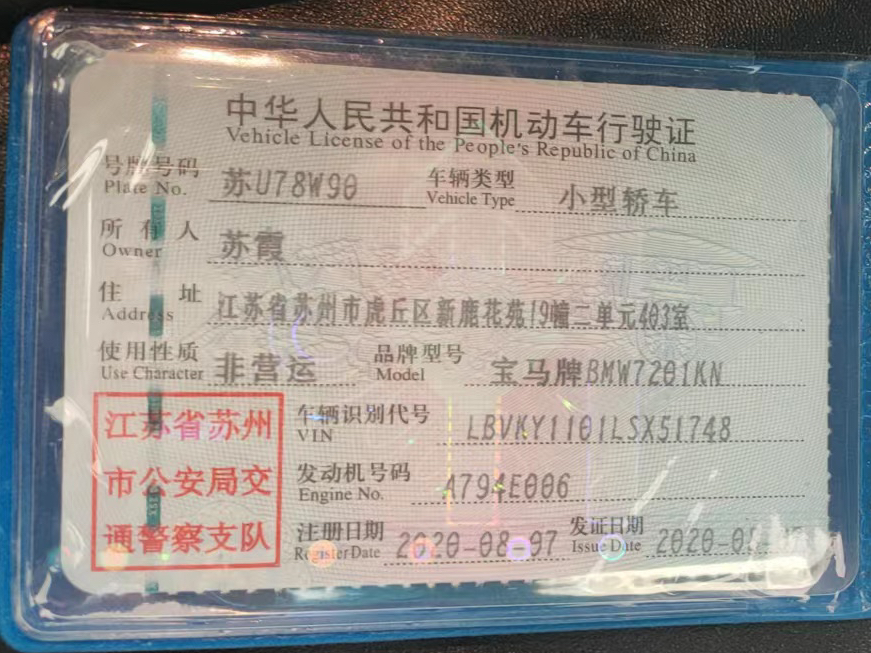 中华人民共和国机动车行驶证
Vehicle License of the People's Republic of China
号牌号码 苏U78W90 车辆类型 小型轿车
Plate No. Vehicle Type
所有人 苏霞
Owner
住址 江苏省苏州市虎丘区新鹿花苑19幢二单元403室
Address
使用性质 非营运 品牌型号 宝马牌BMW7201KN
Use Character Model
江苏省苏州
市公安局交
通警察支队
车辆识别代号 LBVKY1101LSX51748
VIN
发动机号码 A794E006
Engine No.
注册日期 2020-08-07 发证日期 2020-08-
Register Date Issue Date